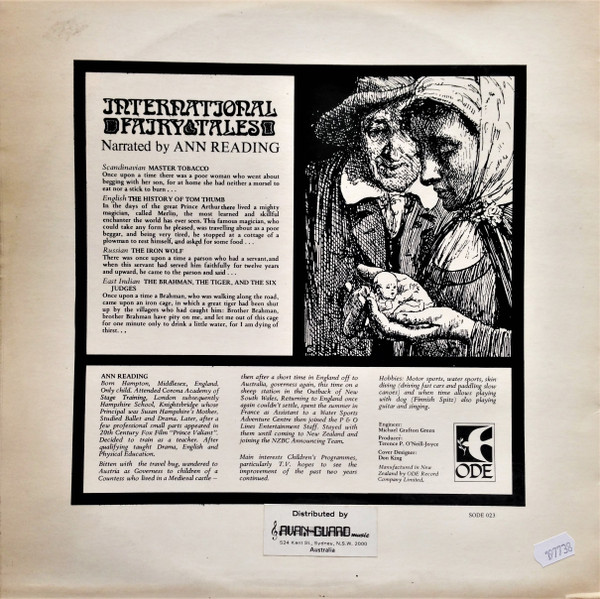 INTERNATIONAL
FAIRY TALES
Narrated by ANN READING
Scandinavian MASTER TOBACCO
Once upon a time there was a poor woman who went about
begging with her son, for at home she had neither a morsel to
eat nor a stick to burn . . .
English THE HISTORY OF TOM THUMB
In the days of the great Prince Arthur there lived a mighty
magician, called Merlin, the most learned and skilful
enchanter the world has ever seen. This famous magician, who
could take any form he pleased, was travelling about as a poor
beggar, and being very tired, he stopped at a cottage of a
plowman to rest himself, and asked for some food . . .
Russian THE IRON WOLF
There was once upon a time a parson who had a servant, and
when this servant had served him faithfully for twelve years
and upward, he came to the parson and said . . .
East Indian THE BRAHMAN, THE TIGER, AND THE SIX
JUDGES
Once upon a time a Brahman, who was walking along the road,
came upon an iron cage, in which a great tiger had been shut
up by the villagers who had caught him: Brother Brahman,
brother Brahman have pity on me, and let me out of this cage
for one minute only to drink a little water, for I am dying of
thirst. . .
ANN READING
Born Hampton, Middlesex, England.
Only child. Attended Corona Academy of
Stage Training, London subsequently
Hampshire School, Knightsbridge whose
Principal was Susan Hampshire's Mother.
Studied Ballet and Drama. Later, after a
few professional small parts appeared in
20th Century Fox Film "Prince Valiant."
Decided to train as a teacher. After
qualifying taught Drama, English and
Physical Education.
Bitten with the travel bug, wandered to
Austria as Governess to children of a
Countess who lived in a Medieval castle –
then after a short time in England off to
Australia, governess again, this time on a
sheep station in the Outback of New
South Wales. Returning to England once
again couldn't settle, spent the summer in
France as Assistant to a Water Sports
Adventure Centre then joined the P & O
Lines Entertainment Staff. Stayed with
them until coming to New Zealand and
joining the NZBC Announcing Team.
Main interests Children's Programmes,
particularly T.V. hopes to see the
improvement of the past two years
continued.
Hobbies: Motor sports, water sports, skin
diving (driving fast cars and paddling slow
canoes) and when time allows playing
with dog (Finnish Spitz) also playing
guitar and singing.
Engineer:
Michael Grafton Green
Producer:
Terence P. O'Neill-Joyce
Cover Designer:
Don King
Manufactured in New
Zealand by ODE Record
Company Limited.
ODE
SODE 023
Distributed by
AVAN-GUARD music
524 Kent St., Sydney, N.S.W. 2000
Australia